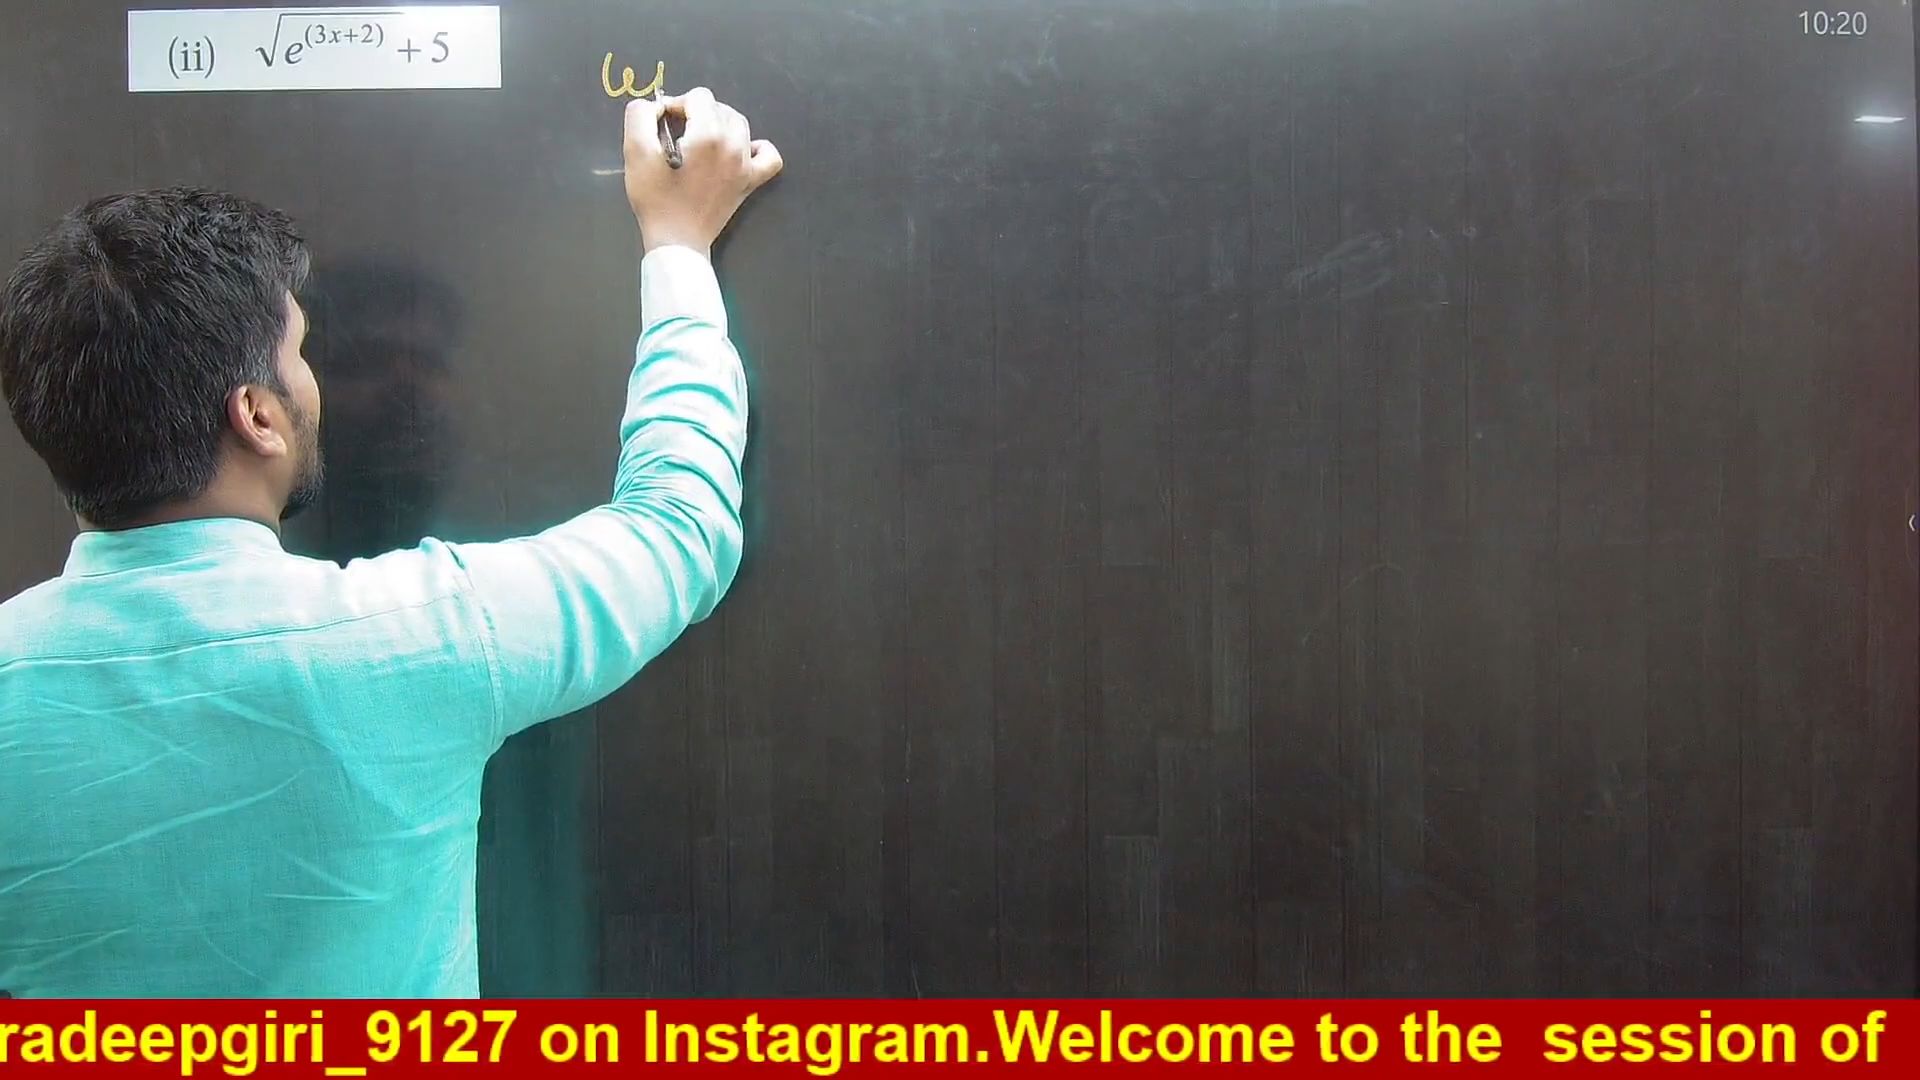 (ii) √e^(3x+2) + 5
10:20
radeepgiri_9127 on Instagram.Welcome to the session of